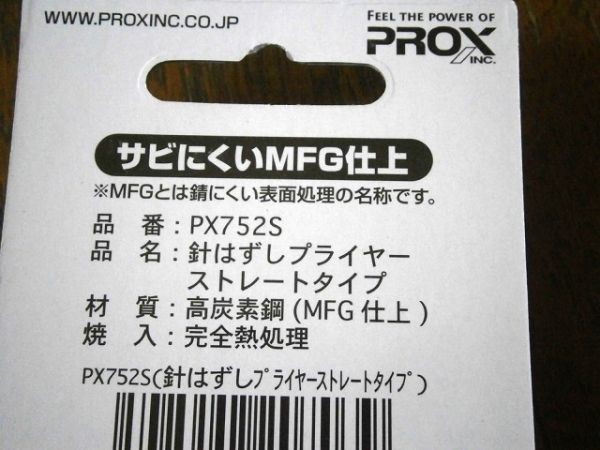 WWW.PROXINC.CO.JP
FEEL THE POWER OF
PROX
INC.
サビにくいMFG仕上
※MFGとは錆にくい表面処理の名称です。
品　番：PX752S
品　名：針はずしプライヤー
ストレートタイプ
材　質：高炭素鋼(MFG仕上)
焼　入：完全熱処理
PX752S(針はずしﾌﾟﾗｲﾔｰｽﾄﾚｰﾄﾀｲﾌﾟ)